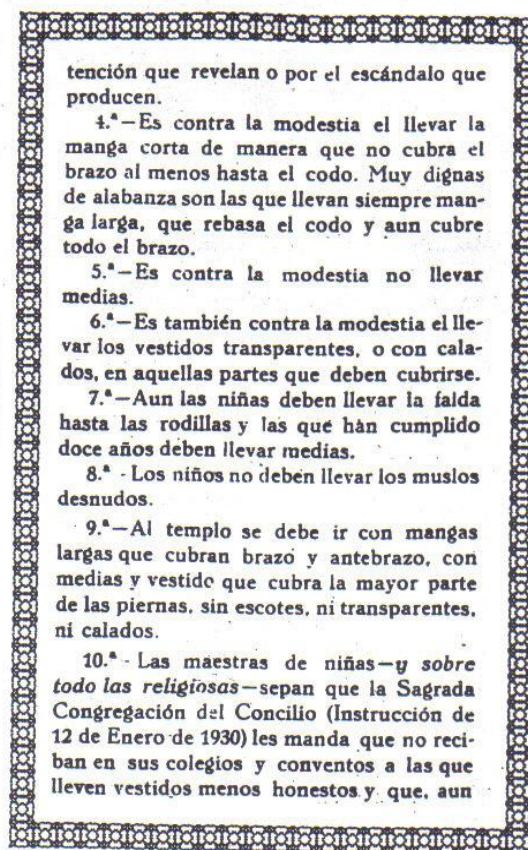 tención que revelan o por el escándalo que
producen.
4.ª—Es contra la modestia el llevar la
manga corta de manera que no cubra el
brazo al menos hasta el codo. Muy dignas
de alabanza son las que llevan siempre man-
ga larga, que rebasa el codo y aun cubre
todo el brazo.
5.ª—Es contra la modestia no llevar
medias.
6.ª—Es también contra la modestia el lle-
var los vestidos transparentes, o con cala-
dos, en aquellas partes que deben cubrirse.
7.ª—Aun las niñas deben llevar la falda
hasta las rodillas y las que han cumplido
doce años deben llevar medias.
8.ª - Los niños no deben llevar los muslos
desnudos.
9.ª—Al templo se debe ir con mangas
largas que cubran brazo y antebrazo, con
medias y vestido que cubra la mayor parte
de las piernas, sin escotes, ni transparentes,
ni calados.
10.ª - Las maestras de niñas—y sobre
todo las religiosas—sepan que la Sagrada
Congregación del Concilio (Instrucción de
12 de Enero de 1930) les manda que no reci-
ban en sus colegios y conventos a las que
lleven vestidos menos honestos y que, aun